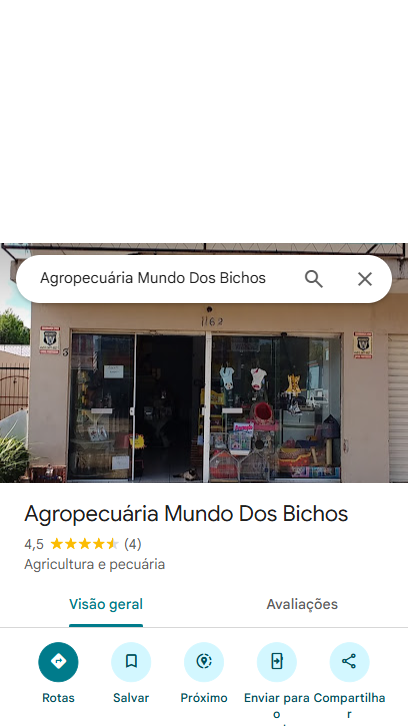 Agropecuária Mundo Dos Bichos
1162
Agropecuária Mundo Dos Bichos
4,5 (4)
Agricultura e pecuária
Visão geral
Avaliações
Rotas
Salvar
Próximo
Enviar para
o
Compartilha
r